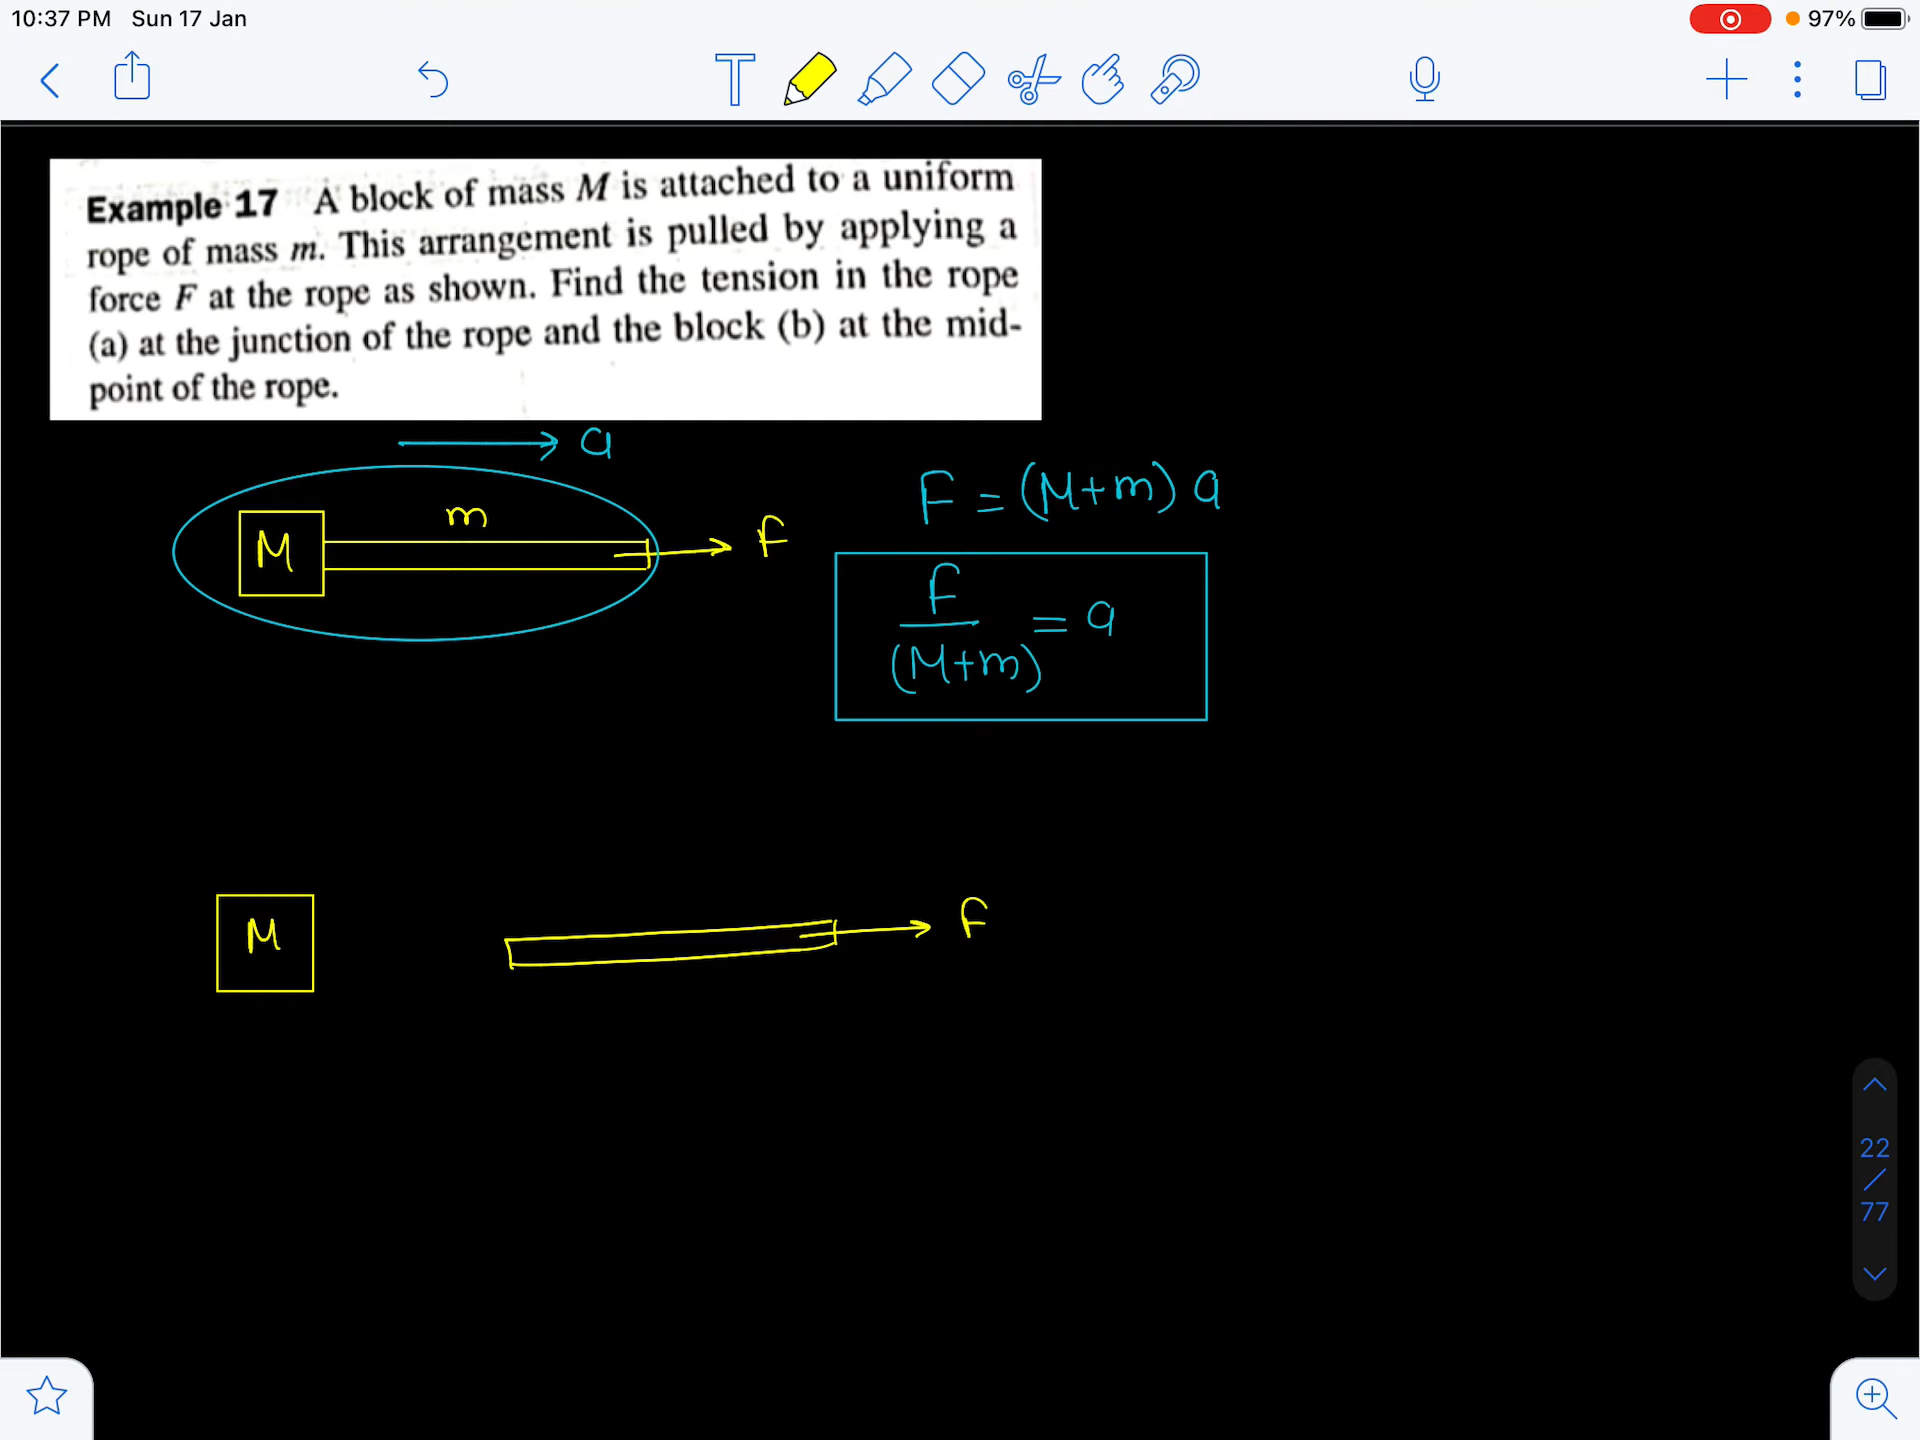 10:37 PM Sun 17 Jan
97%
Example 17 A block of mass M is attached to a uniform
rope of mass m. This arrangement is pulled by applying a
force F at the rope as shown. Find the tension in the rope
(a) at the junction of the rope and the block (b) at the mid-
point of the rope.
a
M m F
F = (M+m) a
F/(M+m) = a
M F
22
/
77